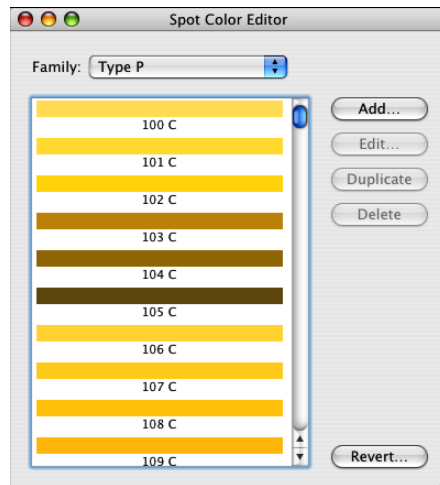 Spot Color Editor
Family: Type P
100 C
101 C
102 C
103 C
104 C
105 C
106 C
107 C
108 C
109 C
Add...
Edit...
Duplicate
Delete
Revert...